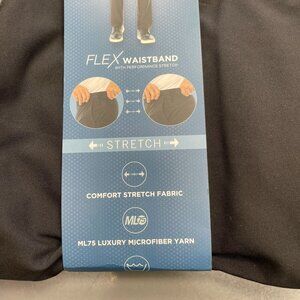 FLEX WAISTBAND
WITH PERFORMANCE STRETCH
STRETCH
COMFORT STRETCH FABRIC
ML75
ML75 LUXURY MICROFIBER YARN